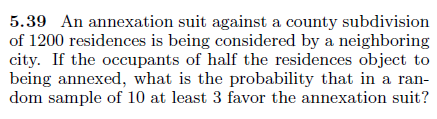 5.39 An annexation suit against a county subdivision
of 1200 residences is being considered by a neighboring
city. If the occupants of half the residences object to
being annexed, what is the probability that in a ran-
dom sample of 10 at least 3 favor the annexation suit?